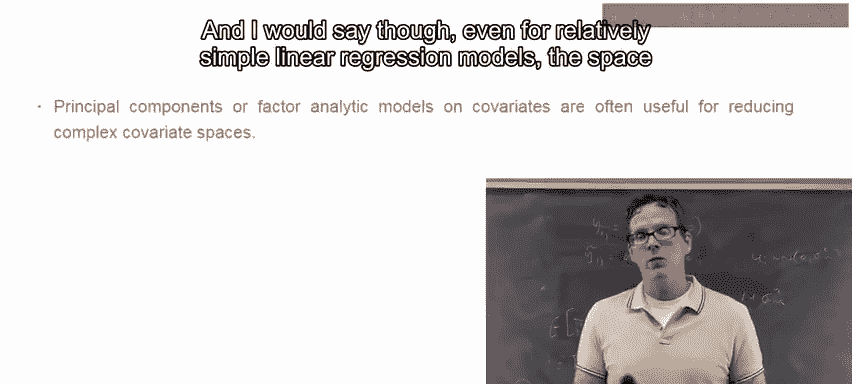 And I would say though, even for relatively
simple linear regression models, the space
· Principal components or factor analytic models on covariates are often useful for reducing
complex covariate spaces.